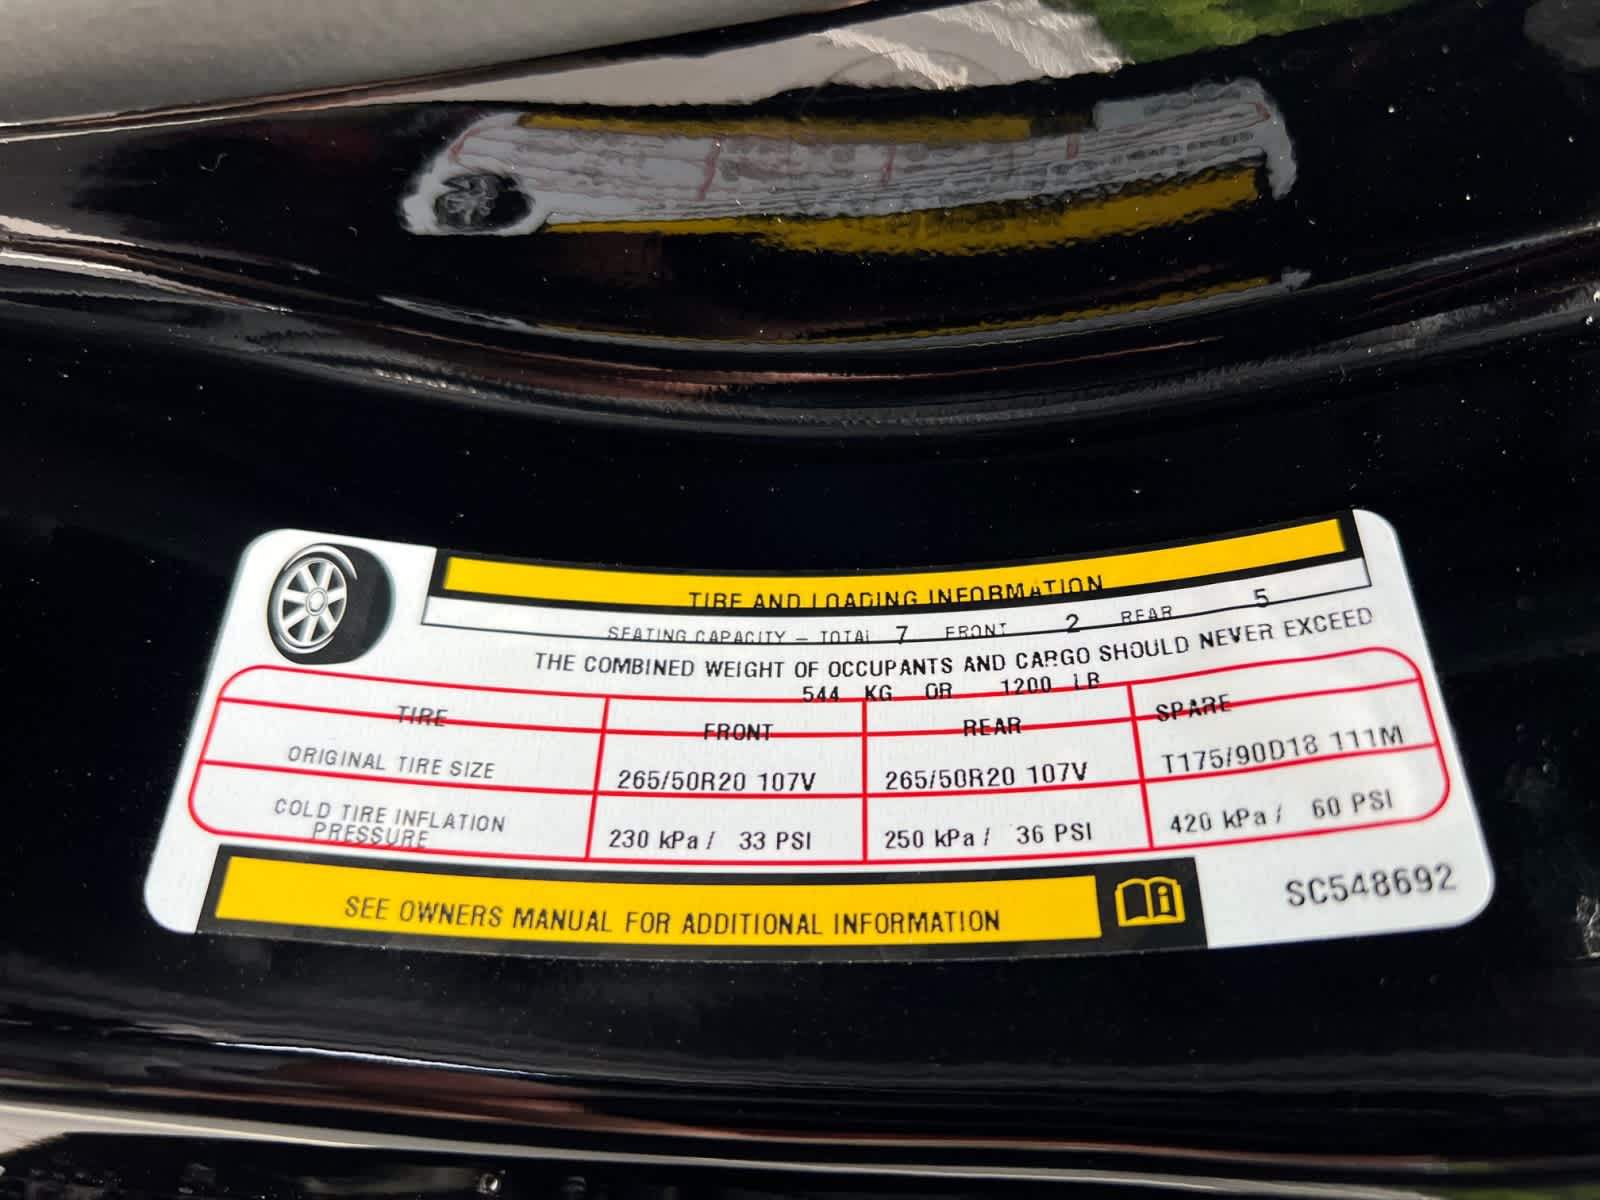 TIRE AND LOADING INFORMATION
SEATING CAPACITY – TOTAL 7 FRONT 2 REAR 5
THE COMBINED WEIGHT OF OCCUPANTS AND CARGO SHOULD NEVER EXCEED
544 KG OR 1200 LB
TIRE FRONT REAR SPARE
ORIGINAL TIRE SIZE 265/50R20 107V 265/50R20 107V T175/90D18 111M
COLD TIRE INFLATION
PRESSURE 230 kPa / 33 PSI 250 kPa / 36 PSI 420 kPa / 60 PSI
SEE OWNERS MANUAL FOR ADDITIONAL INFORMATION
SC548692